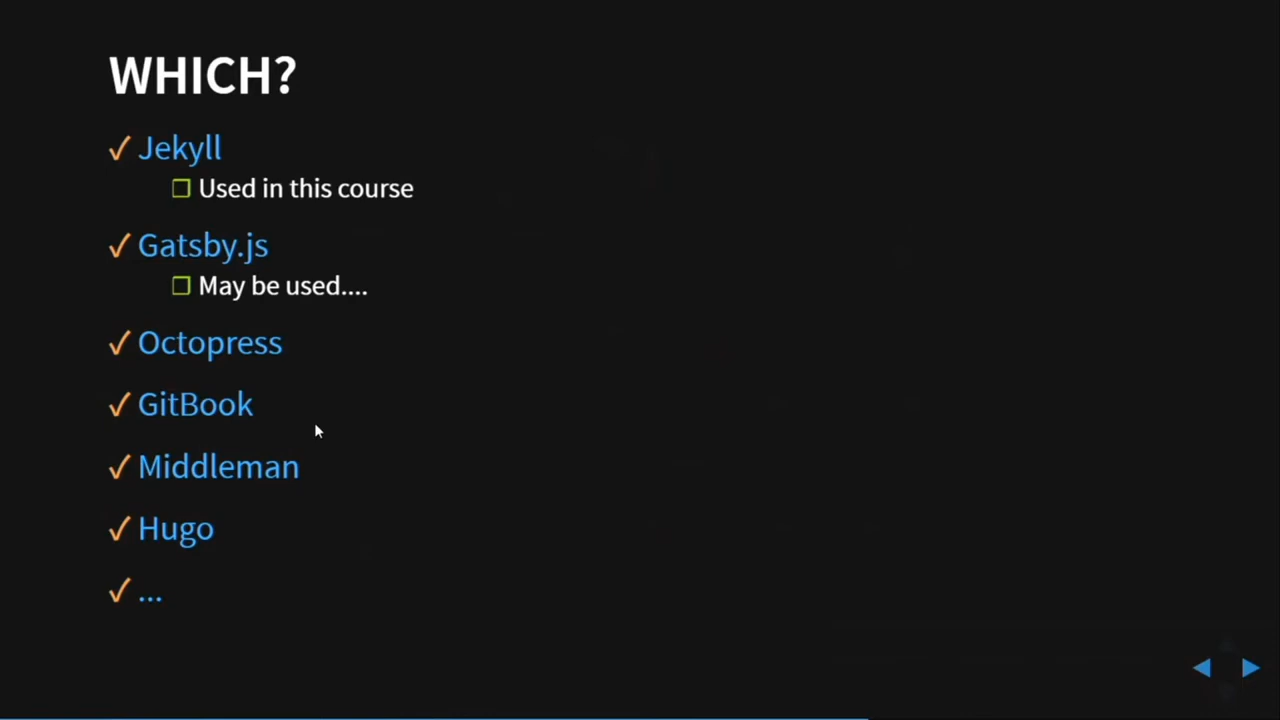 WHICH?
✓ Jekyll
❒ Used in this course
✓ Gatsby.js
❒ May be used....
✓ Octopress
✓ GitBook
✓ Middleman
✓ Hugo
✓ ...